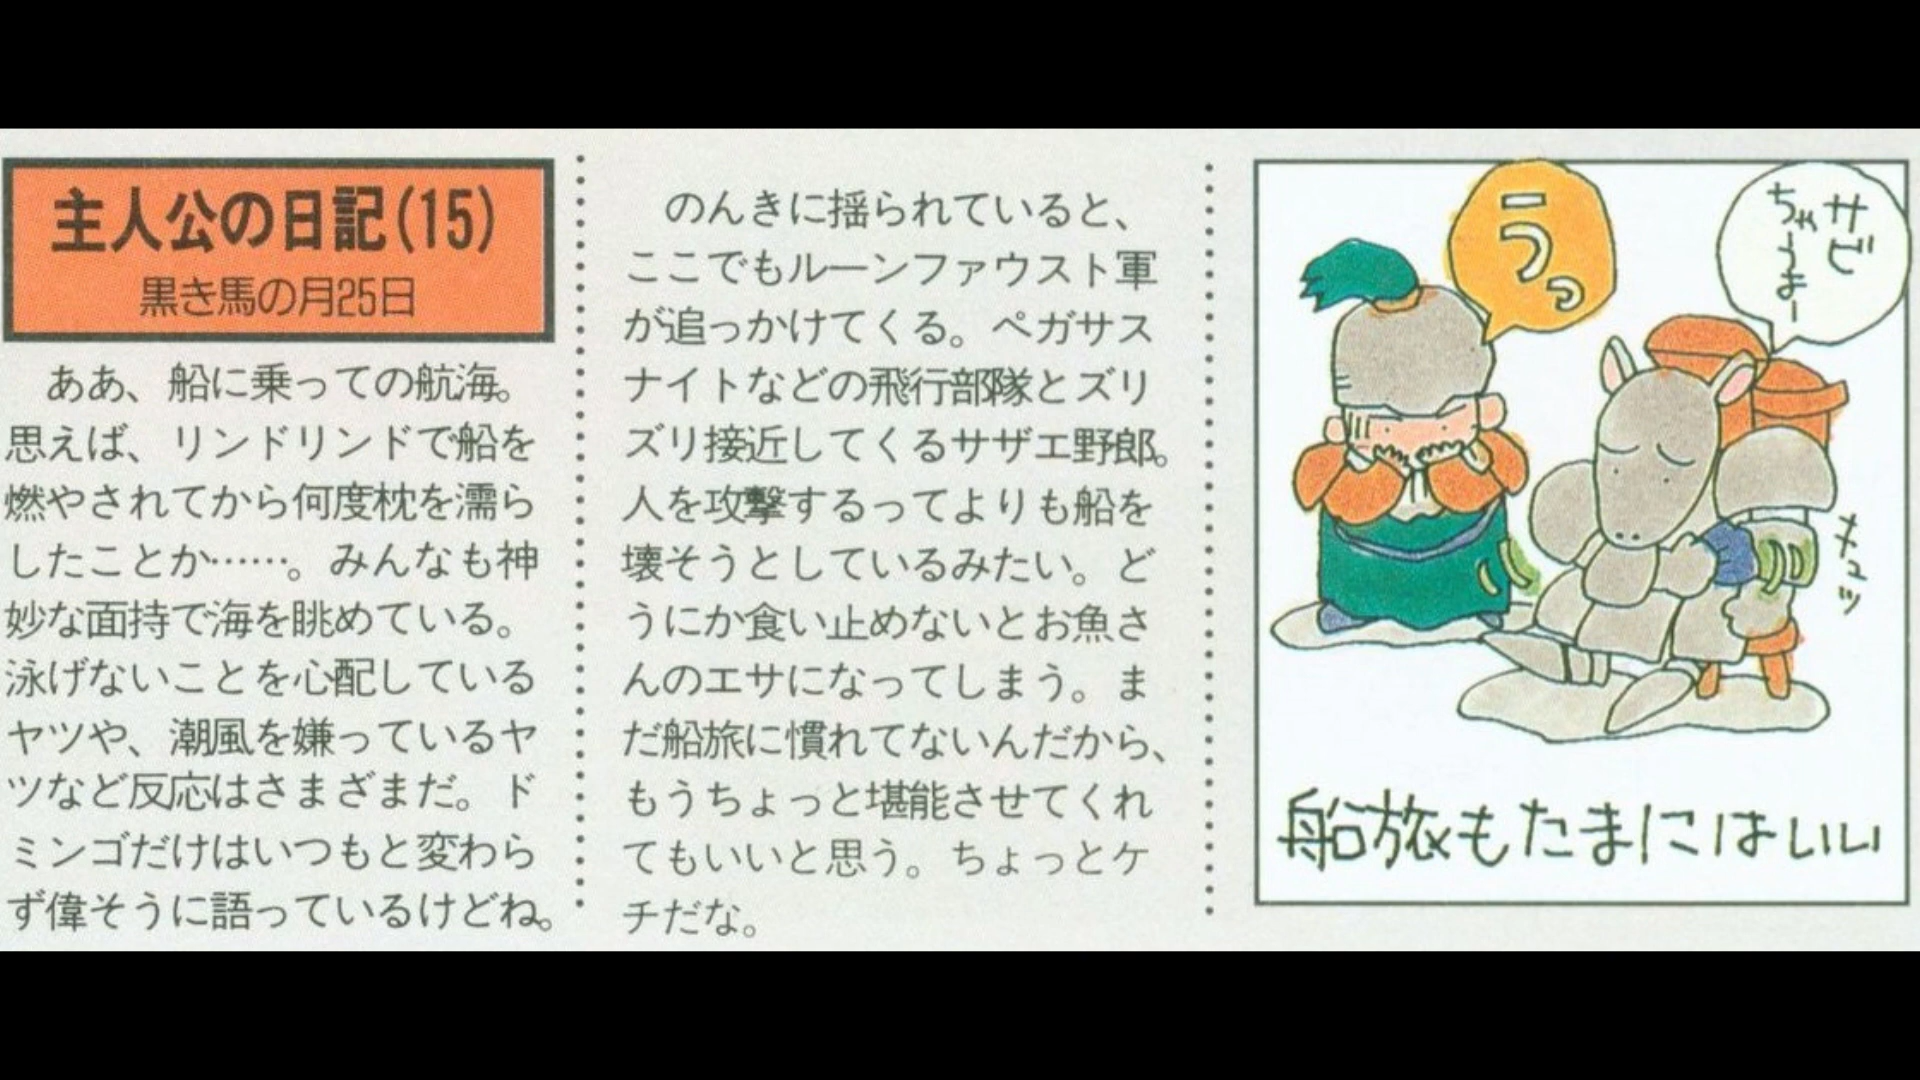 主人公の日記(15)
黒き馬の月25日
ああ、船に乗っての航海。
思えば、リンドリンドで船を
燃やされてから何度枕を濡ら
したことか……。みんなも神
妙な面持で海を眺めている。
泳げないことを心配している
ヤツや、潮風を嫌っているヤ
ツなど反応はさまざまだ。ド
ミンゴだけはいつもと変わら
ず偉そうに語っているけどね。
のんきに揺られていると、
ここでもルーンファウスト軍
が追っかけてくる。ペガサス
ナイトなどの飛行部隊とズリ
ズリ接近してくるサザエ野郎。
人を攻撃するってよりも船を
壊そうとしているみたい。ど
うにか食い止めないとお魚さ
んのエサになってしまう。ま
だ船旅に慣れてないんだから、
もうちょっと堪能させてくれ
てもいいと思う。ちょっとケ
チだな。
うっ
サビ
ちゃうまー
キュッ
船旅もたまにはいい